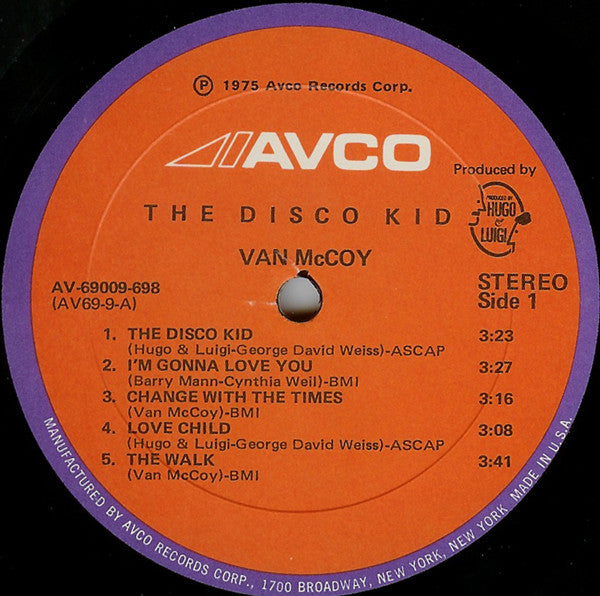 ℗ 1975 Avco Records Corp.
AVCO
Produced by
PRODUCED BY
HUGO
&
LUIGI
THE DISCO KID
VAN McCOY
AV-69009-698
(AV69-9-A)
STEREO
Side 1
1. THE DISCO KID 3:23
(Hugo & Luigi-George David Weiss)-ASCAP
2. I'M GONNA LOVE YOU 3:27
(Barry Mann-Cynthia Weil)-BMI
3. CHANGE WITH THE TIMES 3:16
(Van McCoy)-BMI
4. LOVE CHILD 3:08
(Hugo & Luigi-George David Weiss)-ASCAP
5. THE WALK 3:41
(Van McCoy)-BMI
MANUFACTURED BY AVCO RECORDS CORP., 1700 BROADWAY, NEW YORK, NEW YORK MADE IN U.S.A.